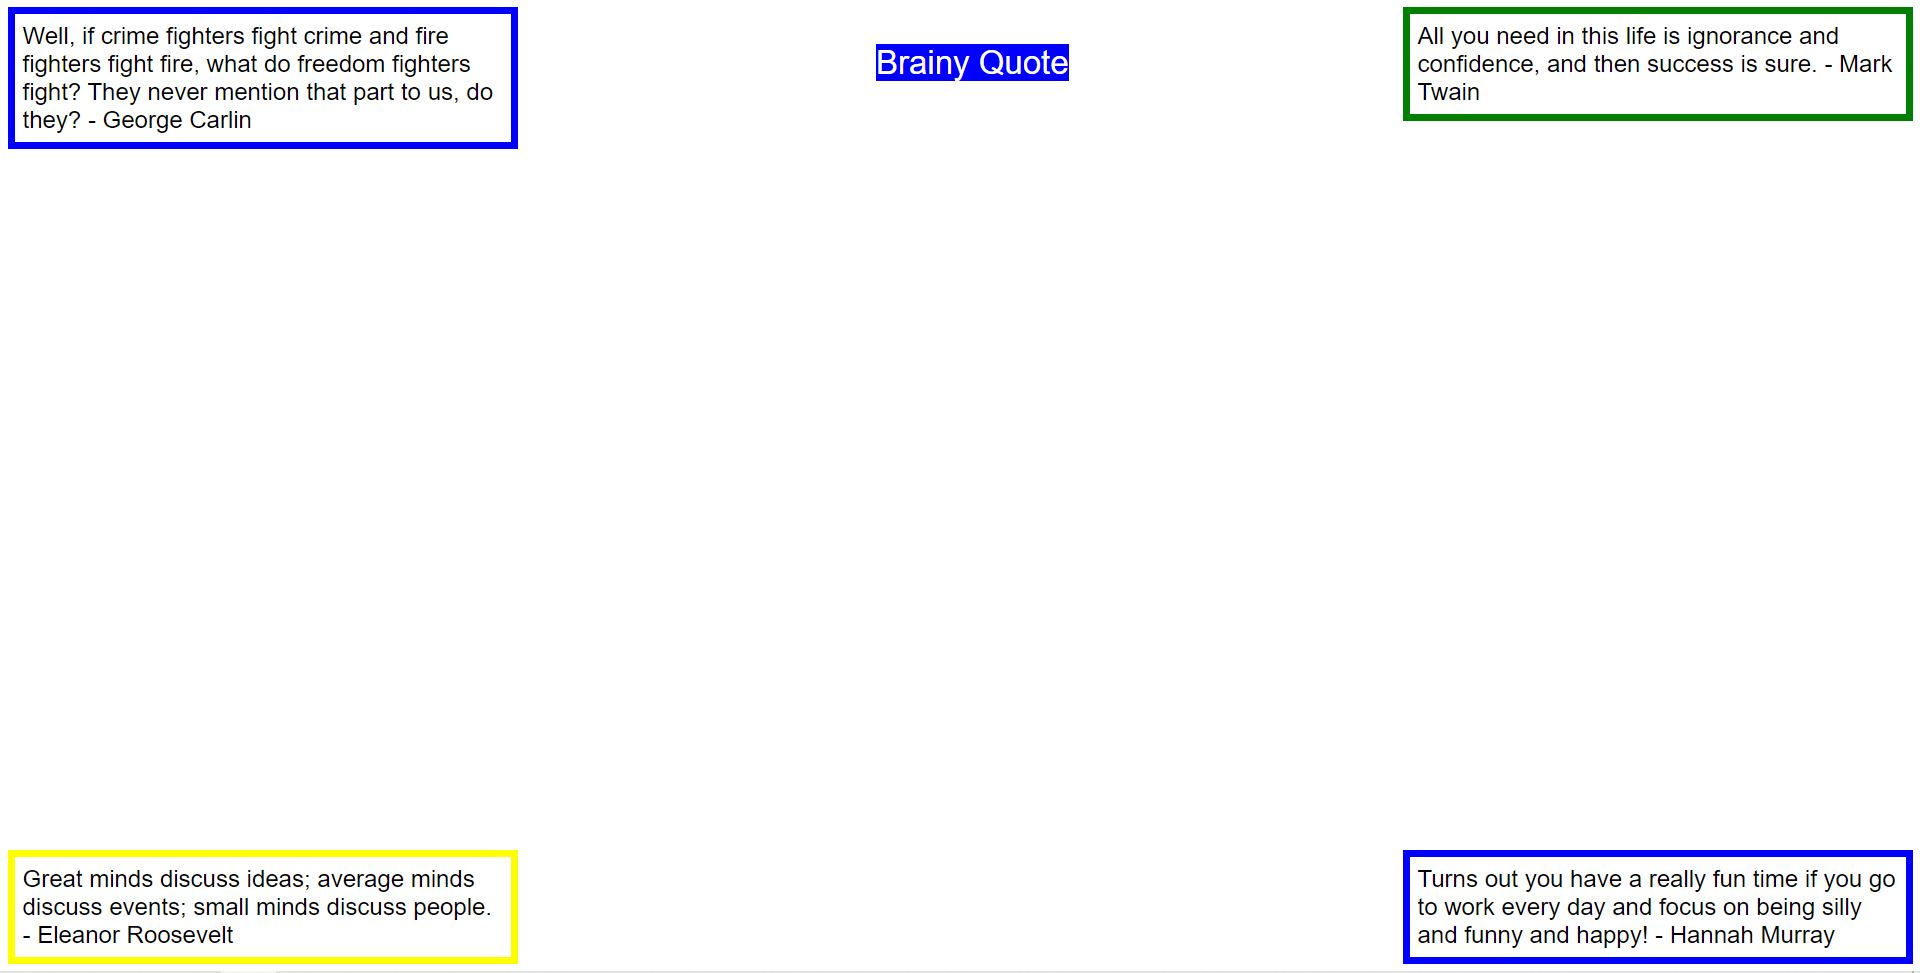 Well, if crime fighters fight crime and fire
fighters fight fire, what do freedom fighters
fight? They never mention that part to us, do
they? - George Carlin
Brainy Quote
All you need in this life is ignorance and
confidence, and then success is sure. - Mark
Twain
Great minds discuss ideas; average minds
discuss events; small minds discuss people.
- Eleanor Roosevelt
Turns out you have a really fun time if you go
to work every day and focus on being silly
and funny and happy! - Hannah Murray